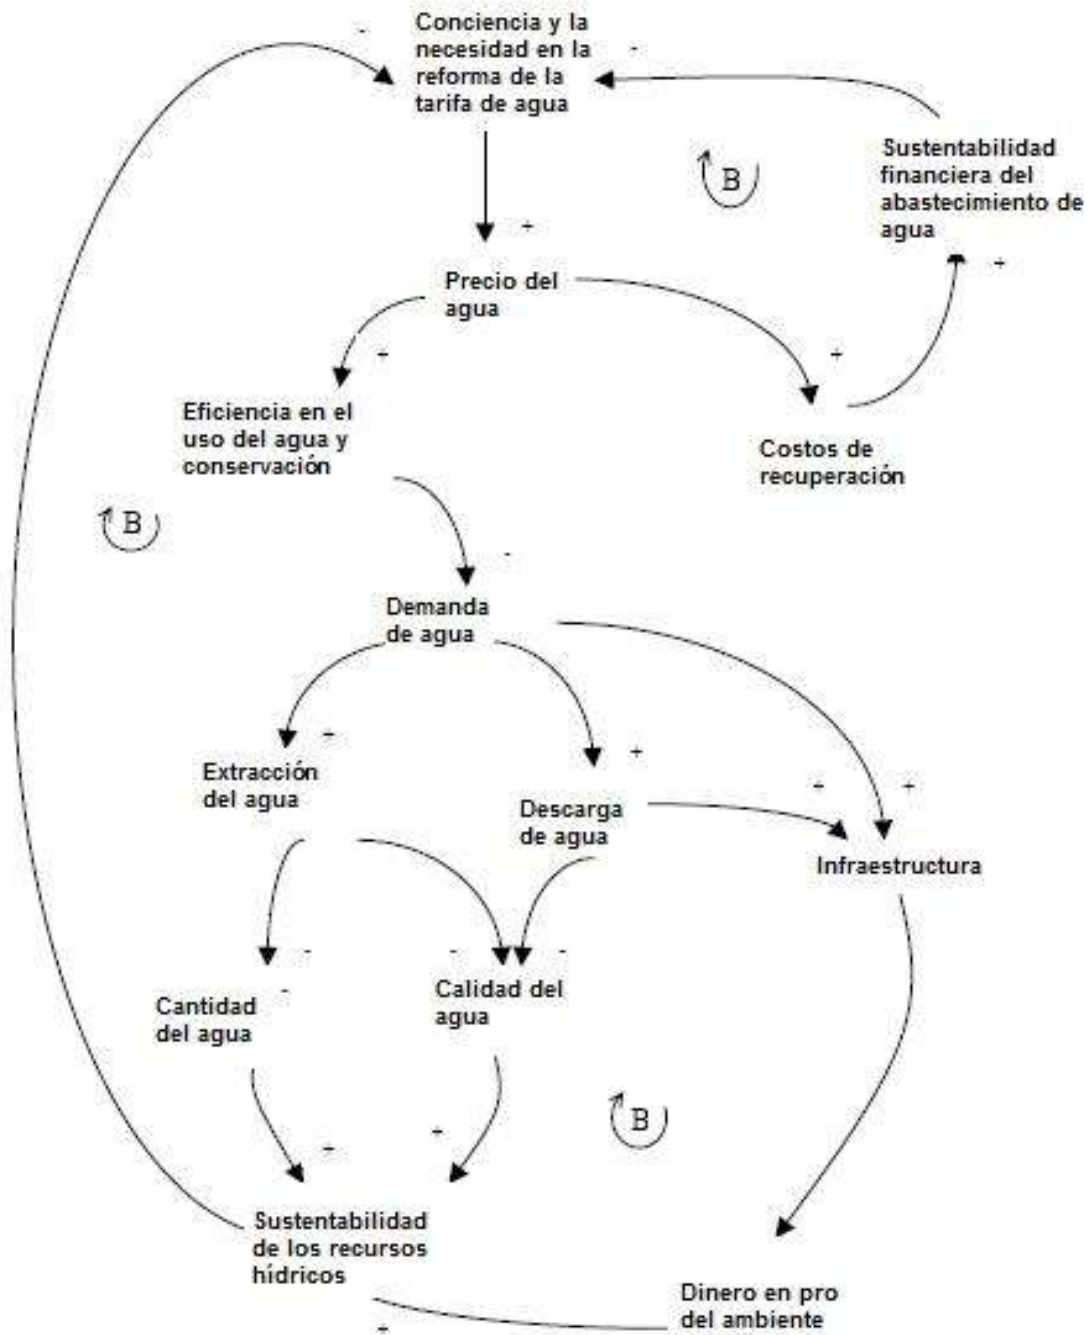 Conciencia y la
necesidad en la
reforma de la
tarifa de agua
-
-
Sustentabilidad
financiera del
abastecimiento de
agua
B
+
+
Precio del
agua
+
+
Eficiencia en el
uso del agua y
conservación
Costos de
recuperación
B
-
Demanda
de agua
+
+
+
+
Extracción
del agua
Descarga
de agua
Infraestructura
-
-
-
-
Cantidad
del agua
Calidad del
agua
B
+
+
Sustentabilidad
de los recursos
hídricos
Dinero en pro
del ambiente
+